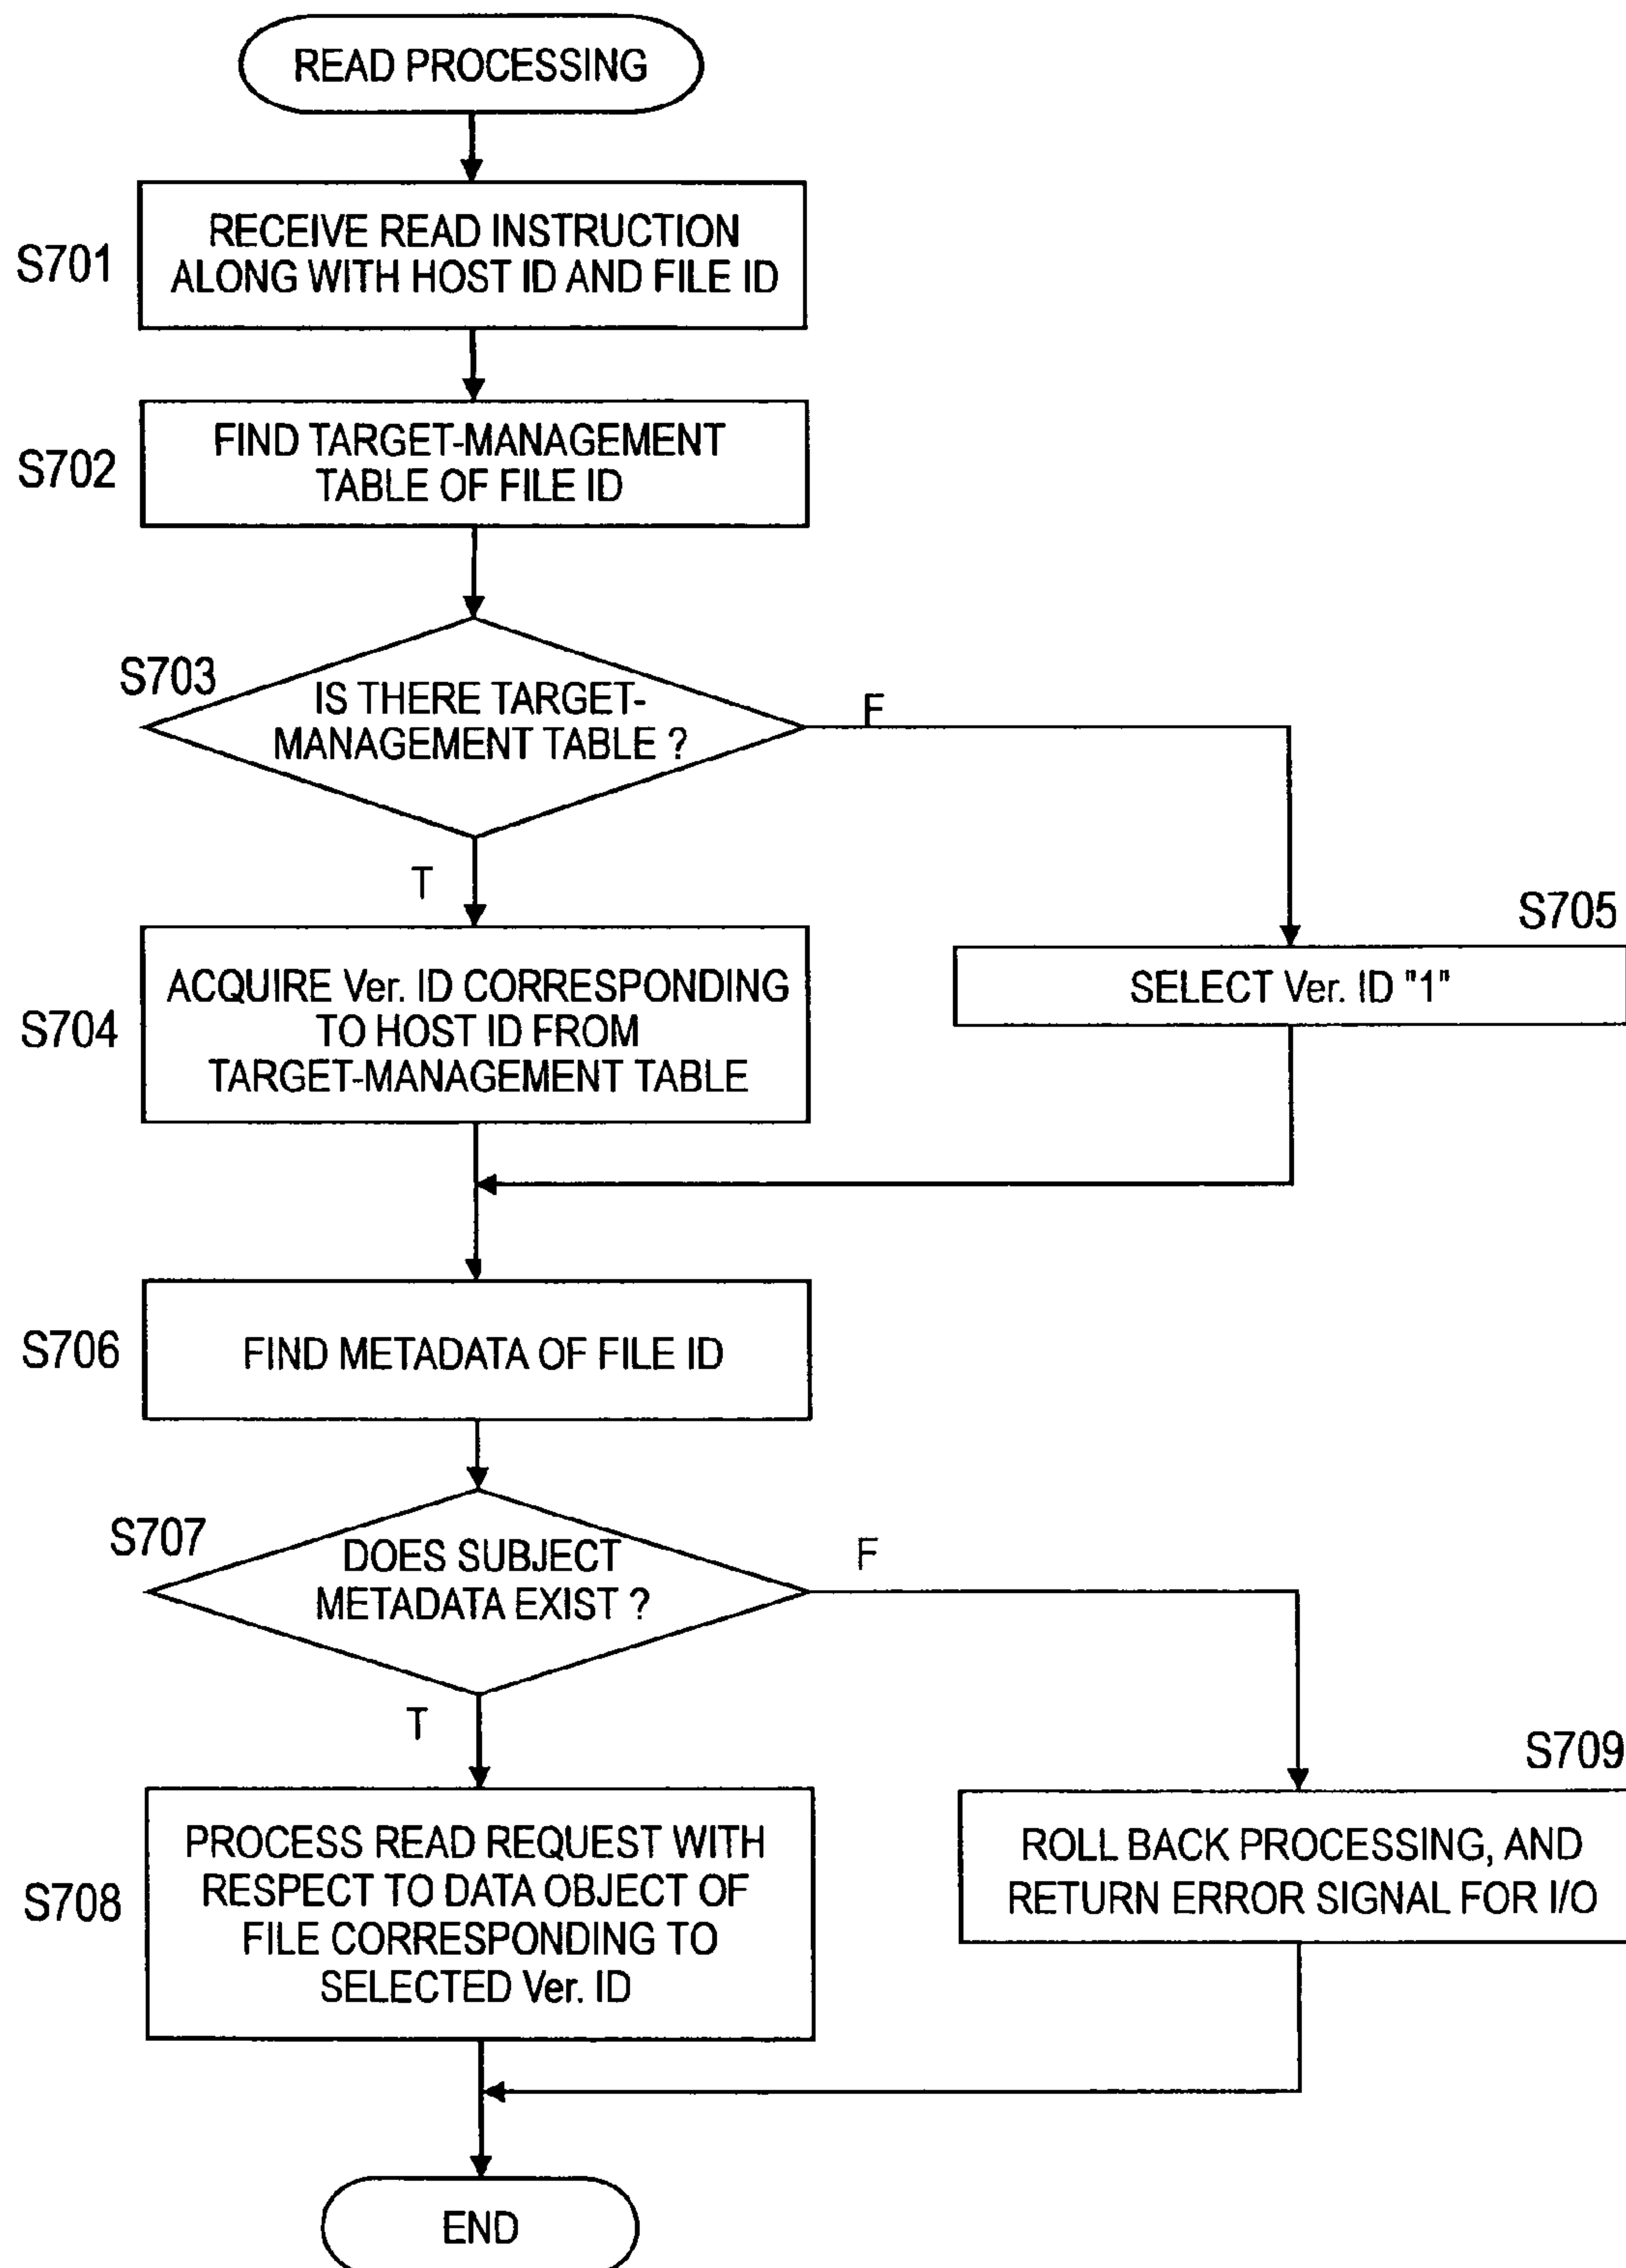 READ PROCESSING
S701
RECEIVE READ INSTRUCTION
ALONG WITH HOST ID AND FILE ID
S702
FIND TARGET-MANAGEMENT
TABLE OF FILE ID
S703
IS THERE TARGET-
MANAGEMENT TABLE ?
F
T
S704
ACQUIRE Ver. ID CORRESPONDING
TO HOST ID FROM
TARGET-MANAGEMENT TABLE
S705
SELECT Ver. ID "1"
S706
FIND METADATA OF FILE ID
S707
DOES SUBJECT
METADATA EXIST ?
F
T
S708
PROCESS READ REQUEST WITH
RESPECT TO DATA OBJECT OF
FILE CORRESPONDING TO
SELECTED Ver. ID
S709
ROLL BACK PROCESSING, AND
RETURN ERROR SIGNAL FOR I/O
END